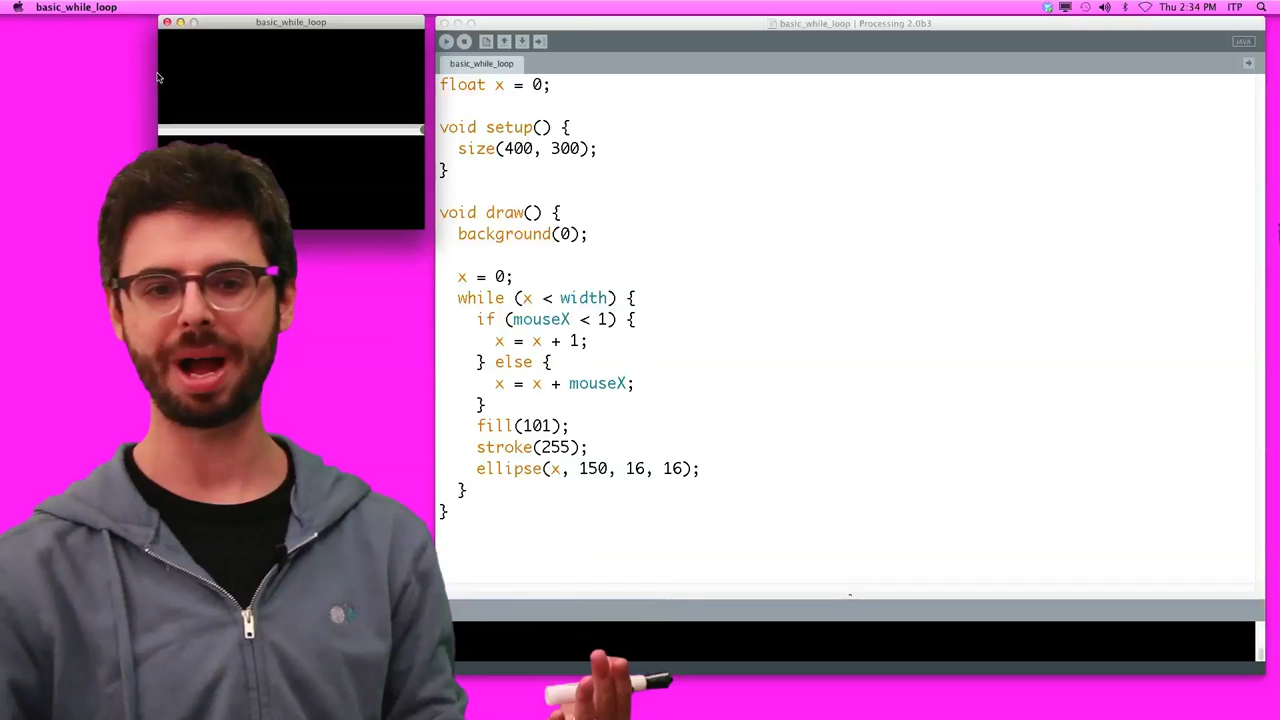 basic_while_loop
Thu 2:34 PM ITP
basic_while_loop
basic_while_loop | Processing 2.0b3
JAVA
basic_while_loop
float x = 0;
void setup() {
size(400, 300);
}
void draw() {
background(0);
x = 0;
while (x < width) {
if (mouseX < 1) {
x = x + 1;
} else {
x = x + mouseX;
}
fill(101);
stroke(255);
ellipse(x, 150, 16, 16);
}
}